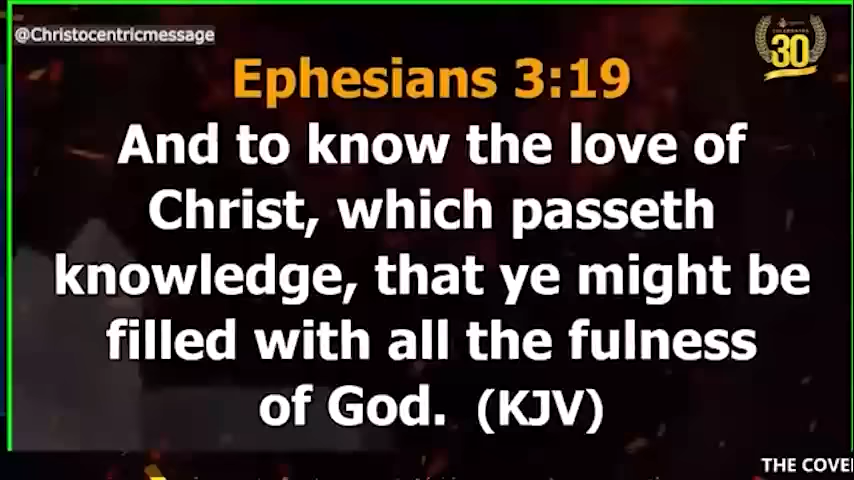 @Christocentricmessage
30
Ephesians 3:19
And to know the love of
Christ, which passeth
knowledge, that ye might be
filled with all the fulness
of God. (KJV)
THE COVE